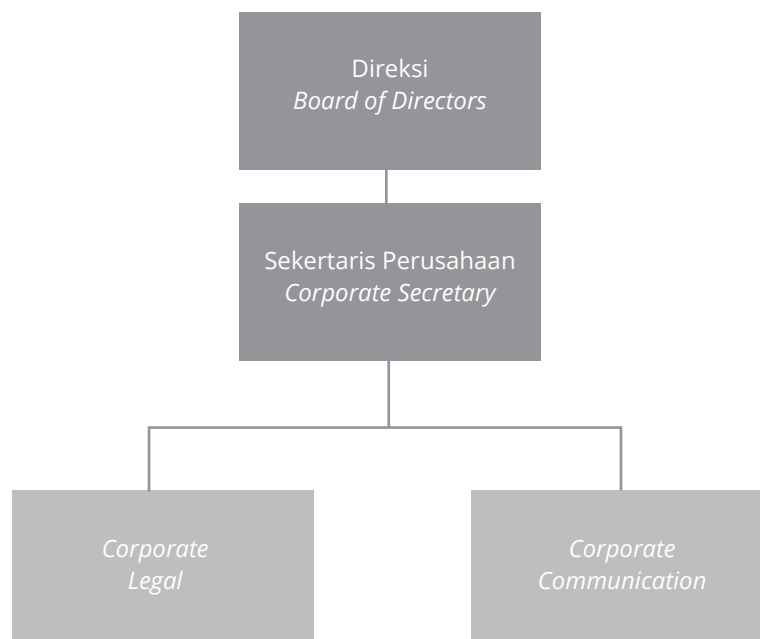 Direksi
Board of Directors
Sekertaris Perusahaan
Corporate Secretary
Corporate
Legal
Corporate
Communication